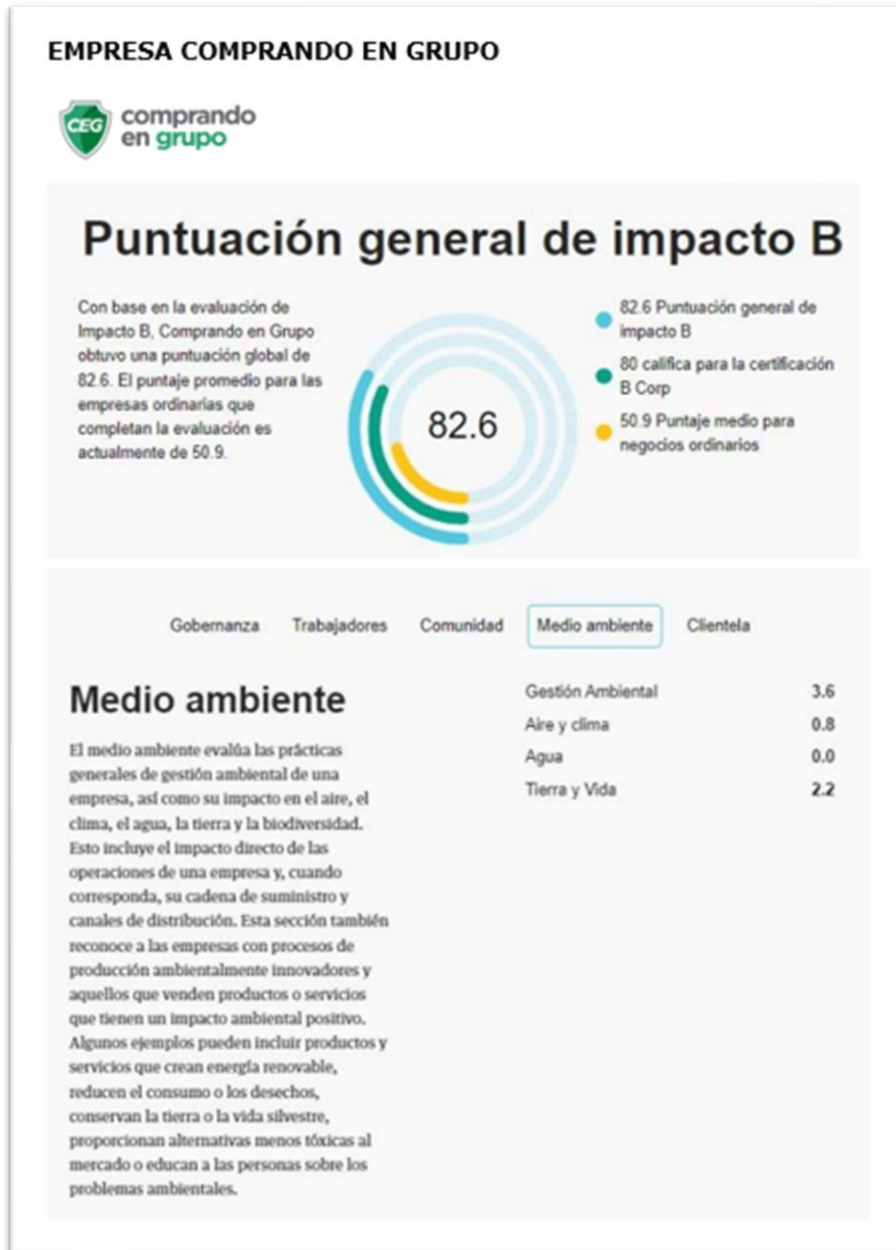 EMPRESA COMPRANDO EN GRUPO
CEG
comprando
en grupo
Puntuación general de impacto B
Con base en la evaluación de
Impacto B, Comprando en Grupo
obtuvo una puntuación global de
82.6. El puntaje promedio para las
empresas ordinarias que
completan la evaluación es
actualmente de 50.9.
82.6
82.6 Puntuación general de
impacto B
80 califica para la certificación
B Corp
50.9 Puntaje medio para
negocios ordinarios
Gobernanza Trabajadores Comunidad Medio ambiente Clientela
Medio ambiente
El medio ambiente evalúa las prácticas
generales de gestión ambiental de una
empresa, así como su impacto en el aire, el
clima, el agua, la tierra y la biodiversidad.
Esto incluye el impacto directo de las
operaciones de una empresa y, cuando
corresponda, su cadena de suministro y
canales de distribución. Esta sección también
reconoce a las empresas con procesos de
producción ambientalmente innovadores y
aquellos que venden productos o servicios
que tienen un impacto ambiental positivo.
Algunos ejemplos pueden incluir productos y
servicios que crean energía renovable,
reducen el consumo o los desechos,
conservan la tierra o la vida silvestre,
proporcionan alternativas menos tóxicas al
mercado o educan a las personas sobre los
problemas ambientales.
Gestión Ambiental 3.6
Aire y clima 0.8
Agua 0.0
Tierra y Vida 2.2